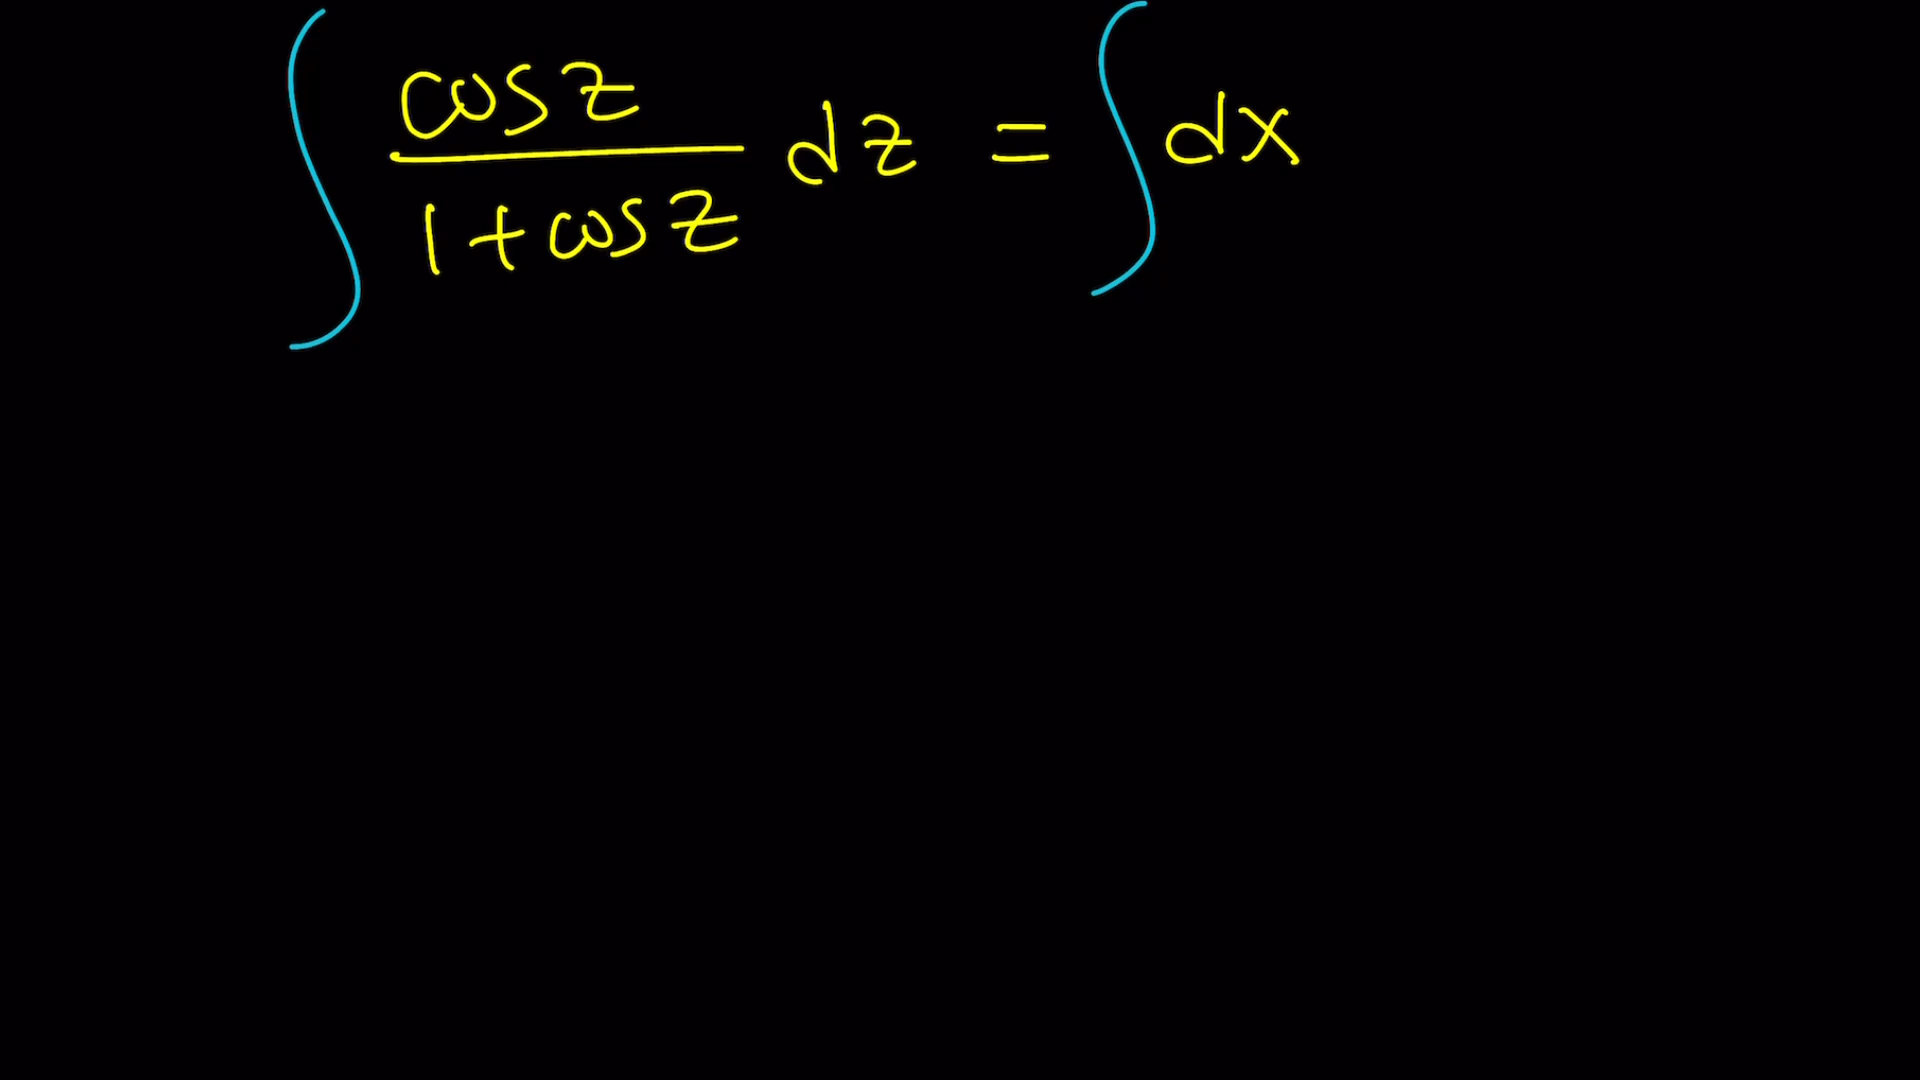 ∫ cos z / 1 + cos z dz = ∫ dx